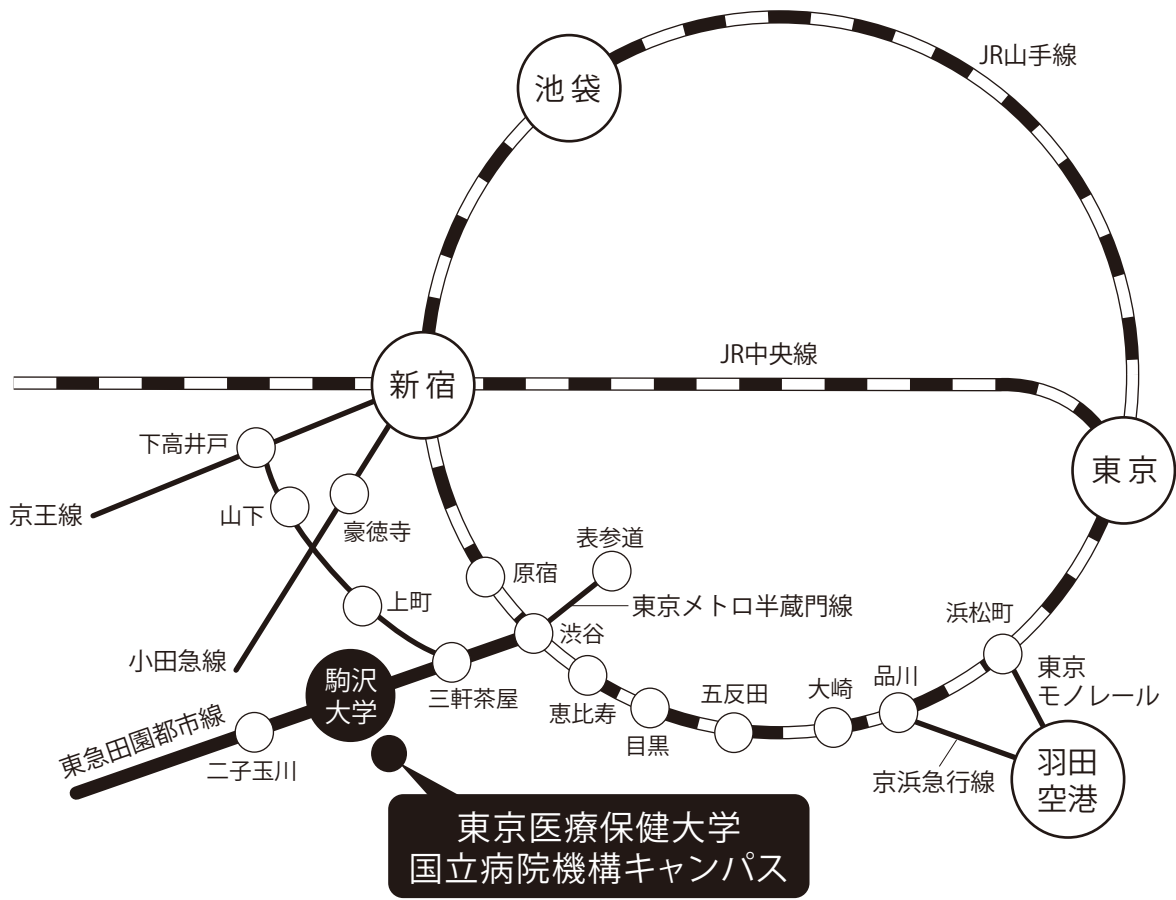 JR山手線
池袋
JR中央線
新宿
下高井戸
東京
京王線
山下
豪徳寺
表参道
原宿
上町
東京メトロ半蔵門線
浜松町
渋谷
小田急線
駒沢
大学
三軒茶屋
恵比寿
目黒
五反田
大崎
品川
東京
モノレール
東急田園都市線
二子玉川
京浜急行線
羽田
空港
東京医療保健大学
国立病院機構キャンパス